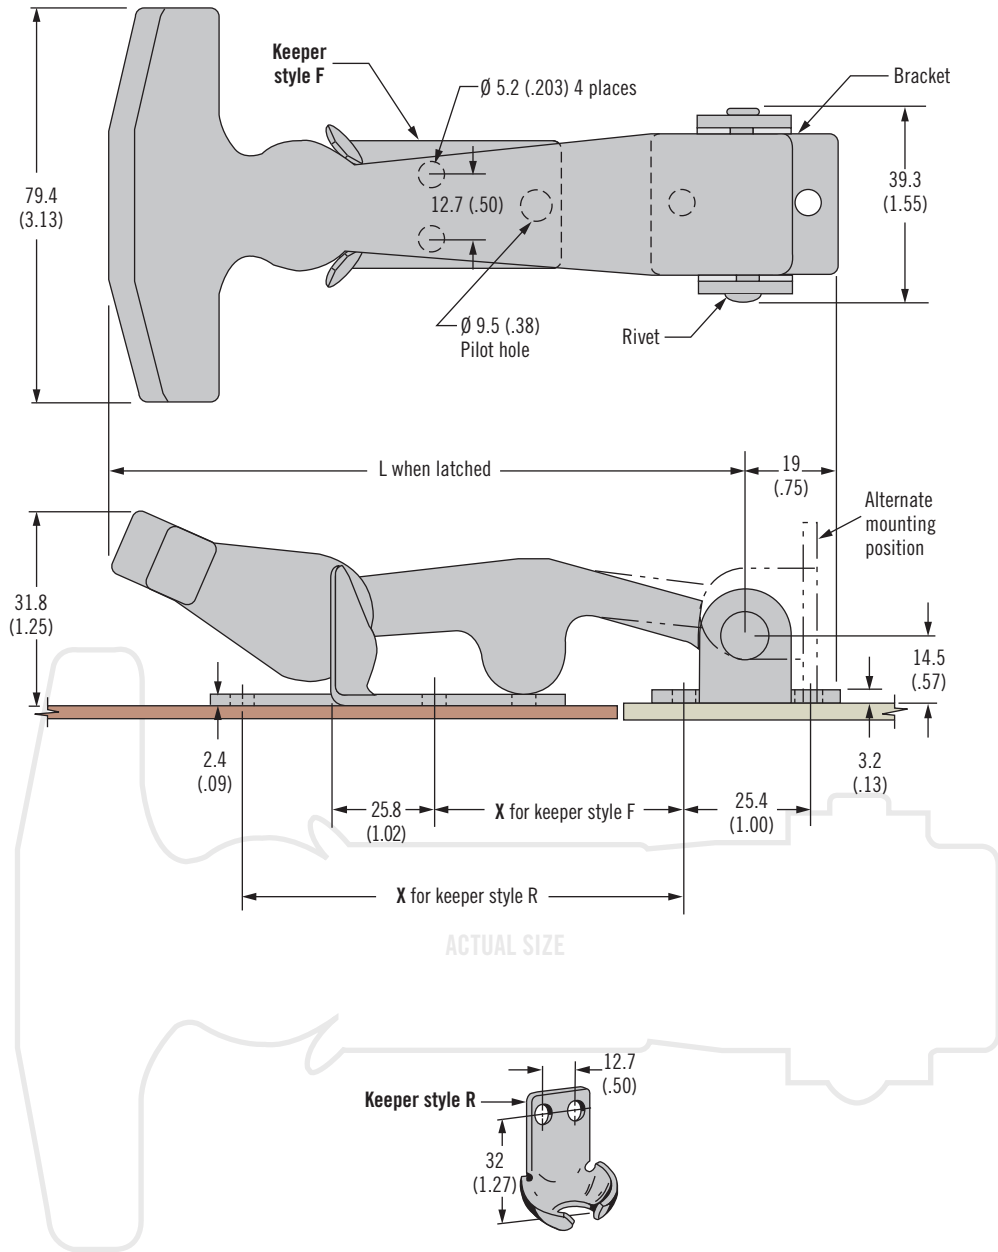 Keeper
style F
Ø 5.2 (.203) 4 places
Bracket
79.4
(3.13)
12.7 (.50)
39.3
(1.55)
Ø 9.5 (.38)
Pilot hole
Rivet
L when latched
19
(.75)
Alternate
mounting
position
31.8
(1.25)
14.5
(.57)
2.4
(.09)
3.2
(.13)
25.8
(1.02)
X for keeper style F
25.4
(1.00)
X for keeper style R
ACTUAL SIZE
12.7
(.50)
Keeper style R
32
(1.27)